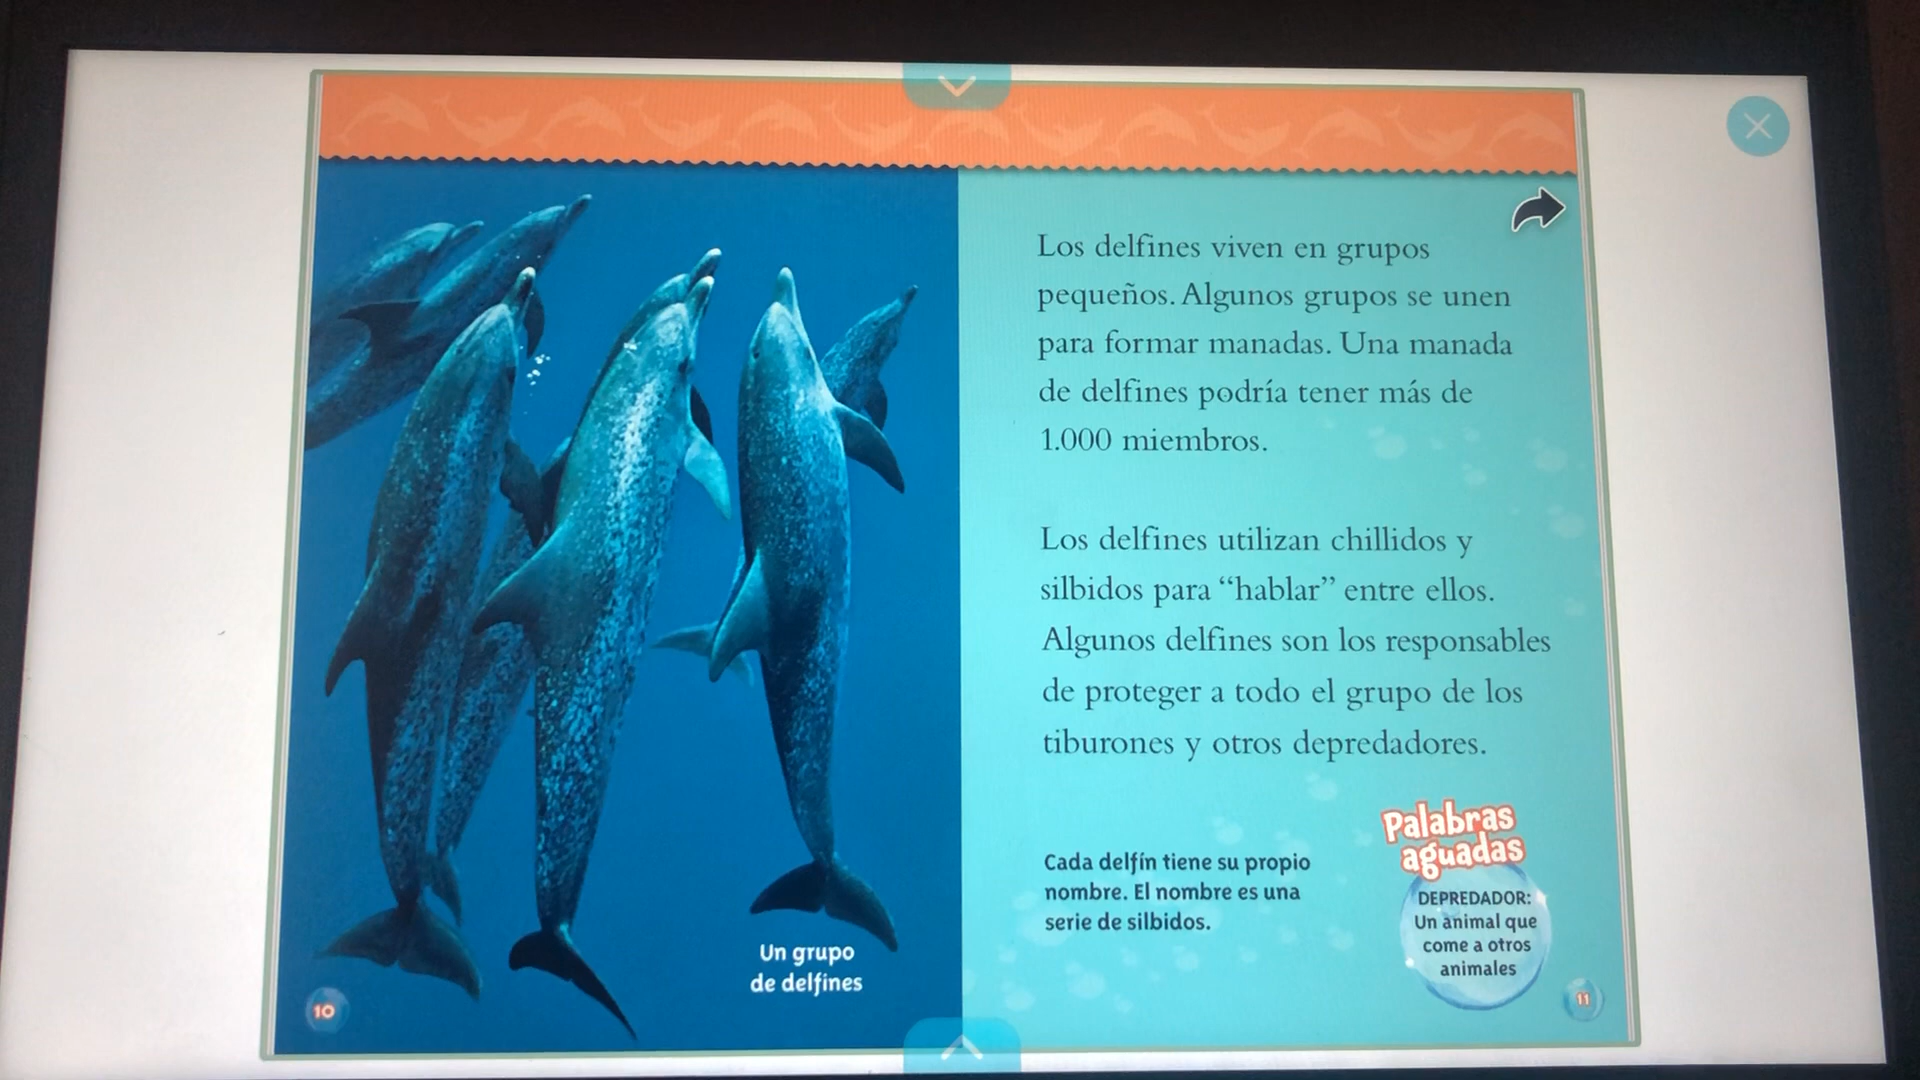 Los delfines viven en grupos
pequeños. Algunos grupos se unen
para formar manadas. Una manada
de delfines podría tener más de
1.000 miembros.
Los delfines utilizan chillidos y
silbidos para “hablar” entre ellos.
Algunos delfines son los responsables
de proteger a todo el grupo de los
tiburones y otros depredadores.
Cada delfín tiene su propio
nombre. El nombre es una
serie de silbidos.
Palabras
aguadas
DEPREDADOR:
Un animal que
come a otros
animales
Un grupo
de delfines
10
11